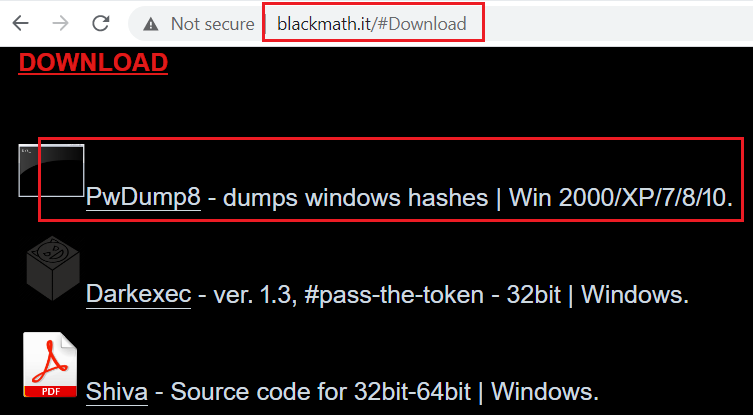 Not secure blackmath.it/#Download
DOWNLOAD
PwDump8 - dumps windows hashes | Win 2000/XP/7/8/10.
Darkexec - ver. 1.3, #pass-the-token - 32bit | Windows.
PDF
Shiva - Source code for 32bit-64bit | Windows.